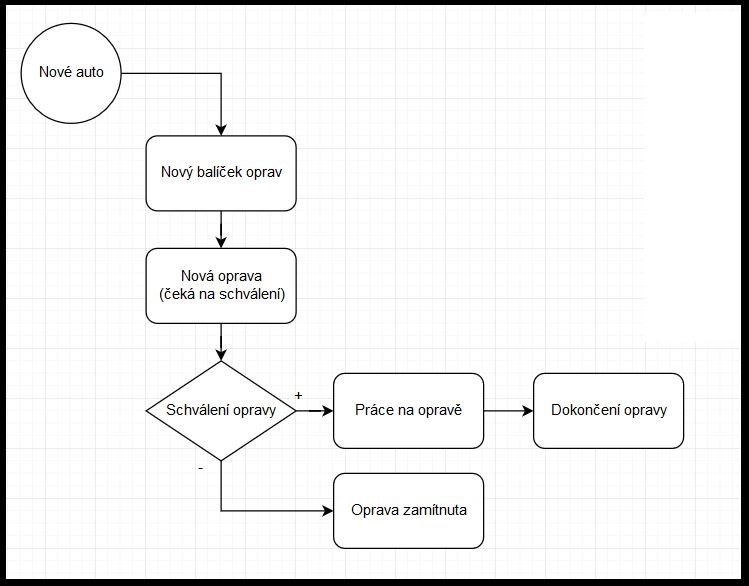 Nové auto
Nový balíček oprav
Nová oprava
(čeká na schválení)
Schválení opravy
+
Práce na opravě
Dokončení opravy
-
Oprava zamítnuta